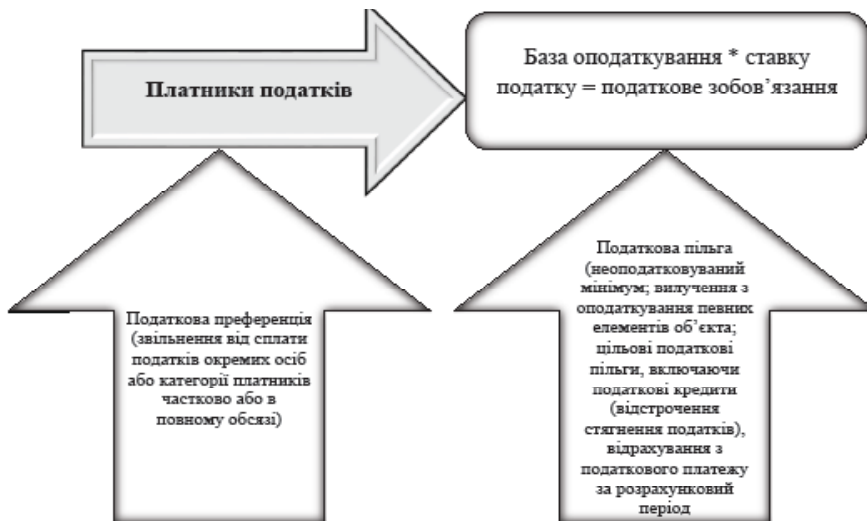 Платники податків
База оподаткування * ставку
податку = податкове зобов’язання
Податкова преференція
(звільнення від сплати
податків окремих осіб
або категорії платників
частково або в
повному обсязі)
Податкова пільга
(неоподатковуваний
мінімум; вилучення з
оподаткування певних
елементів об’єкта;
цільові податкові
пільги, включаючи
податкові кредити
(відстрочення
стягнення податків),
відрахування з
податкового платежу
за розрахунковий
період